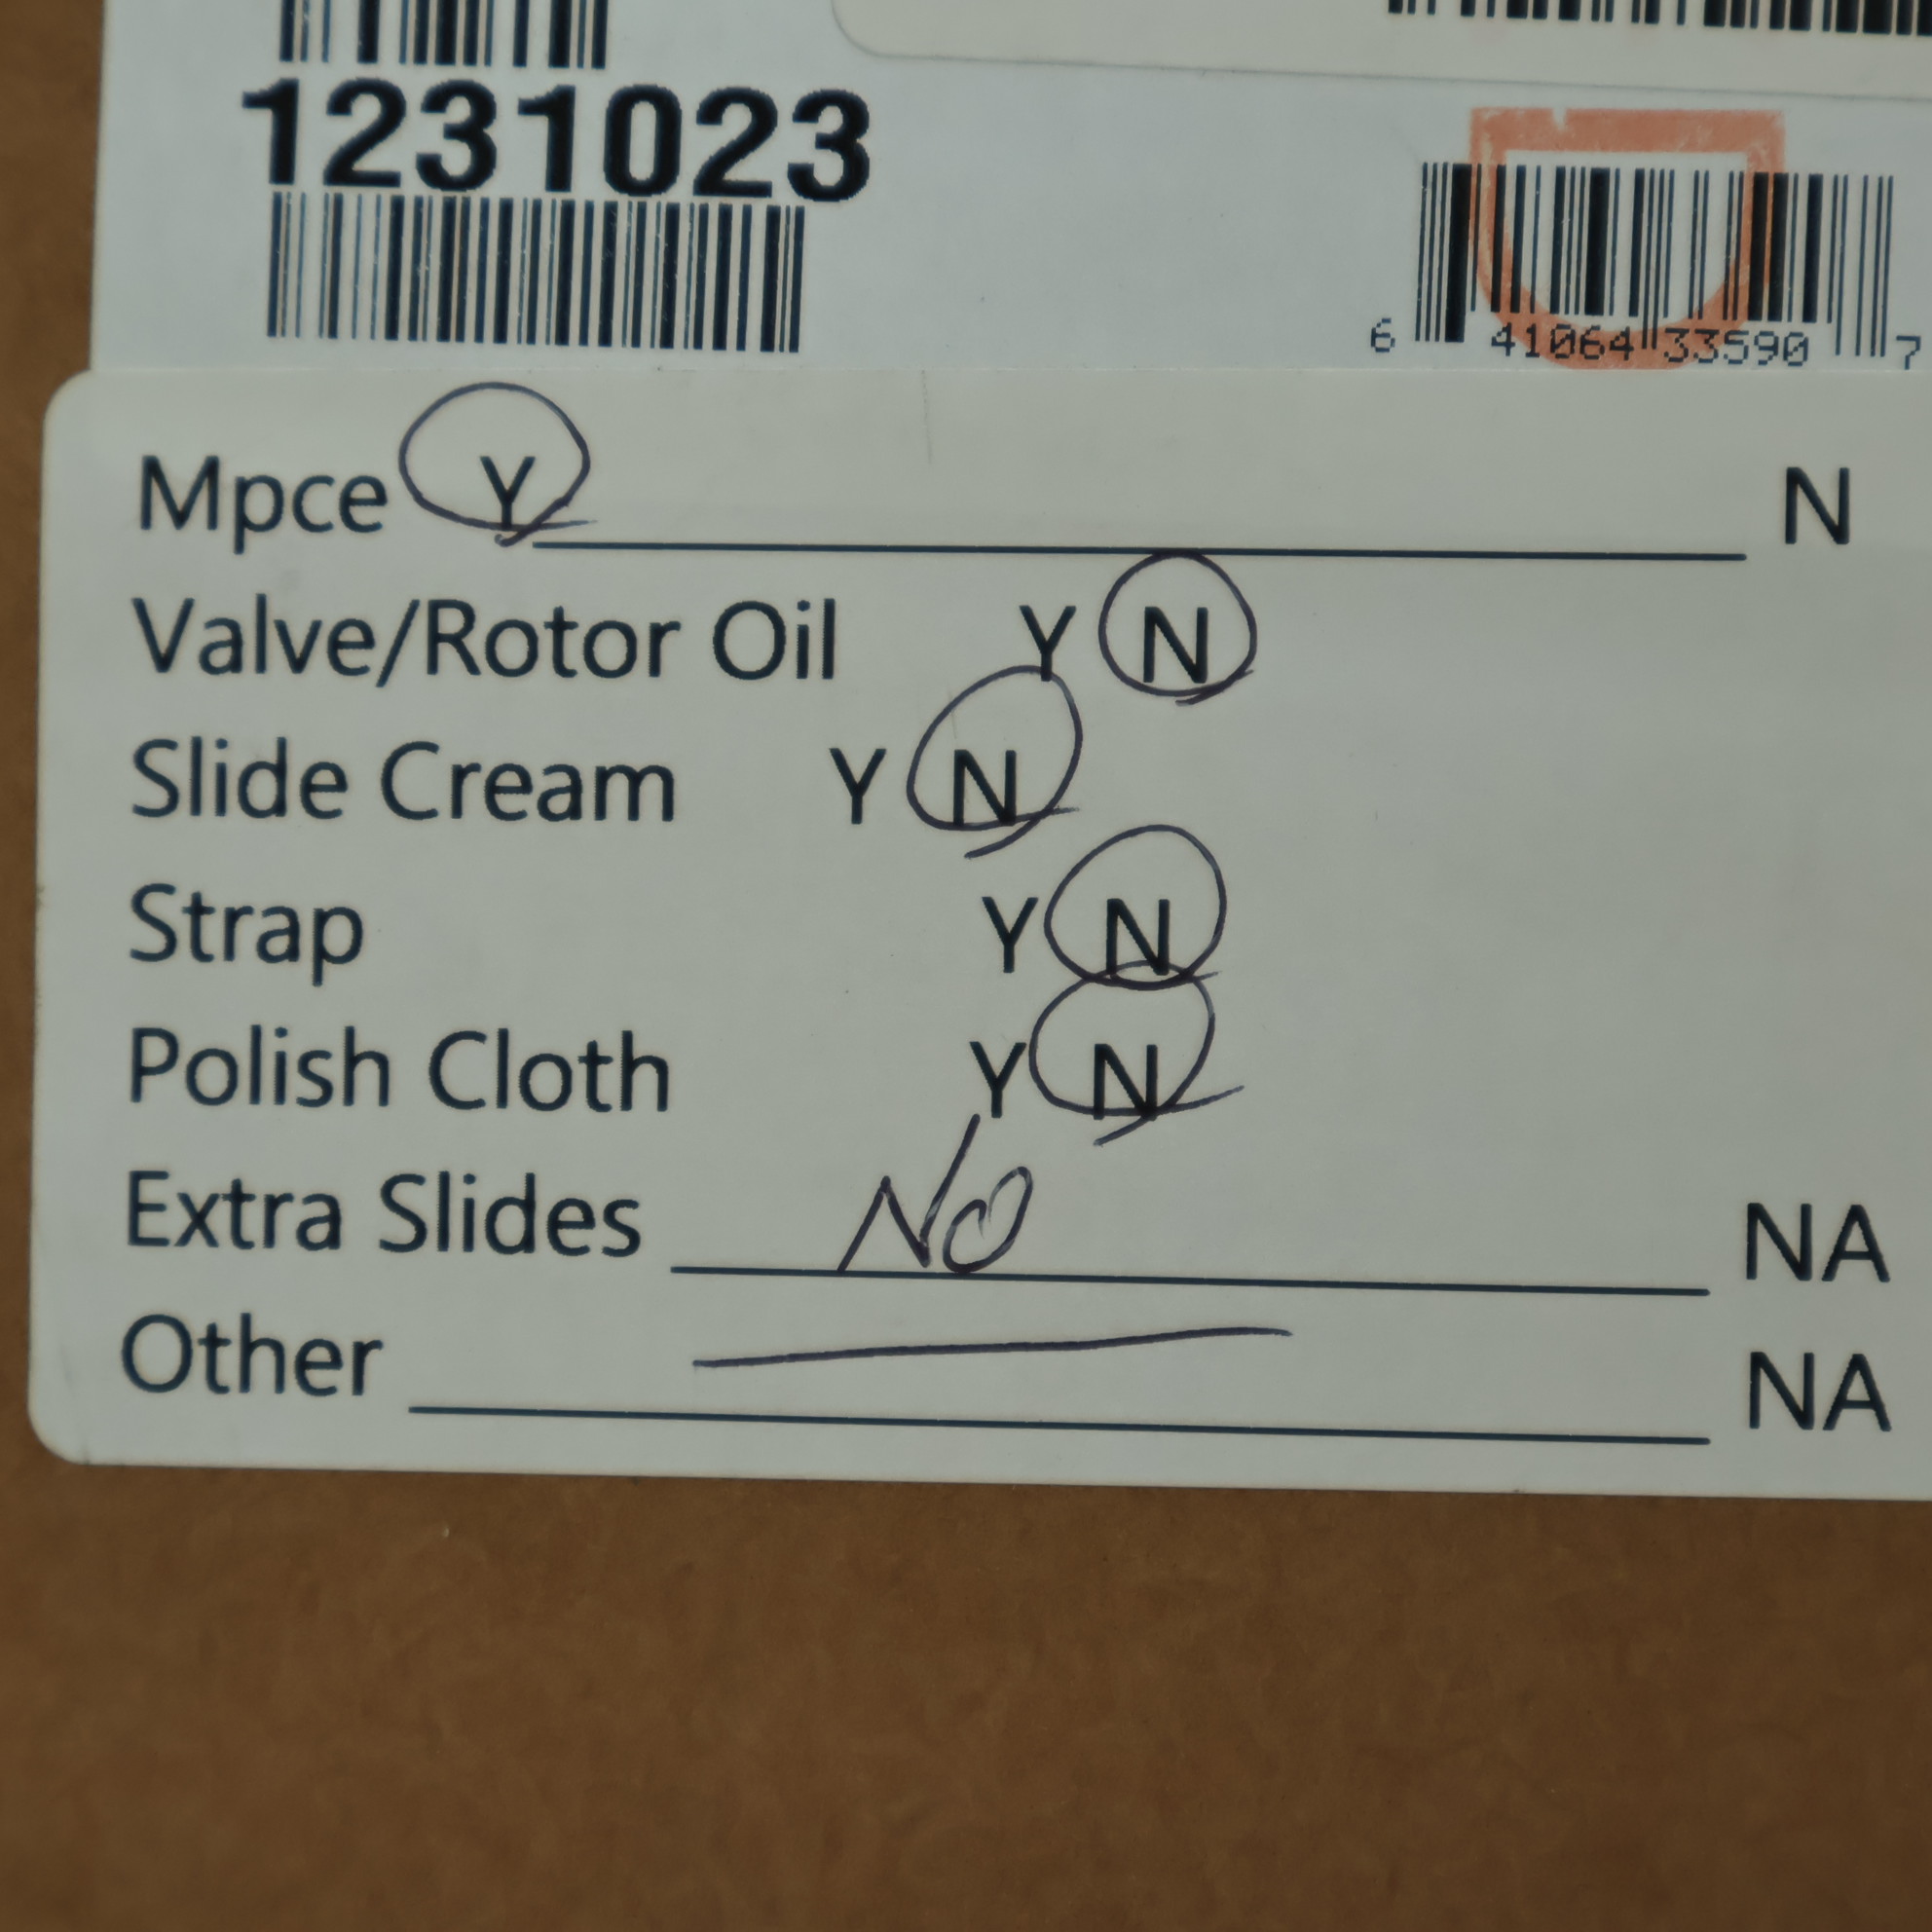 1231023
6 41064 33590 7
Mpce Y N
Valve/Rotor Oil Y N
Slide Cream Y N
Strap Y N
Polish Cloth Y N
Extra Slides NO NA
Other NA